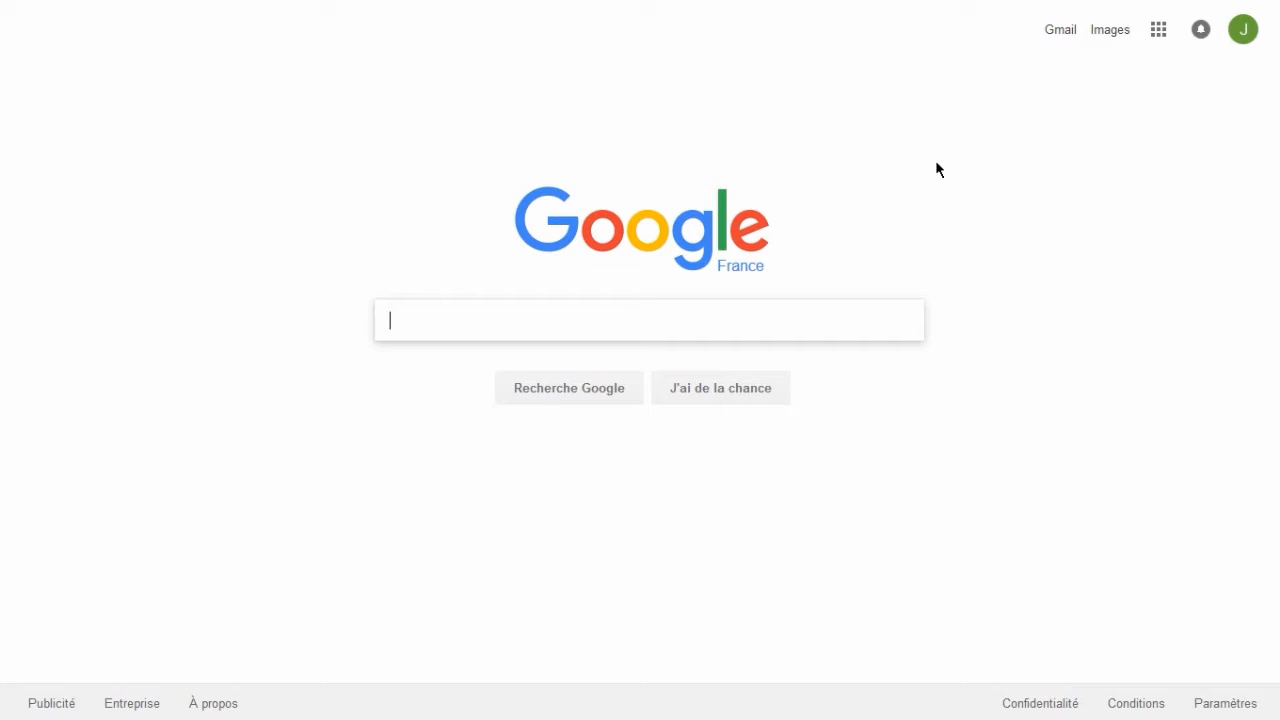 Gmail Images J
Google
France
Recherche Google J'ai de la chance
Publicité Entreprise À propos Confidentialité Conditions Paramètres